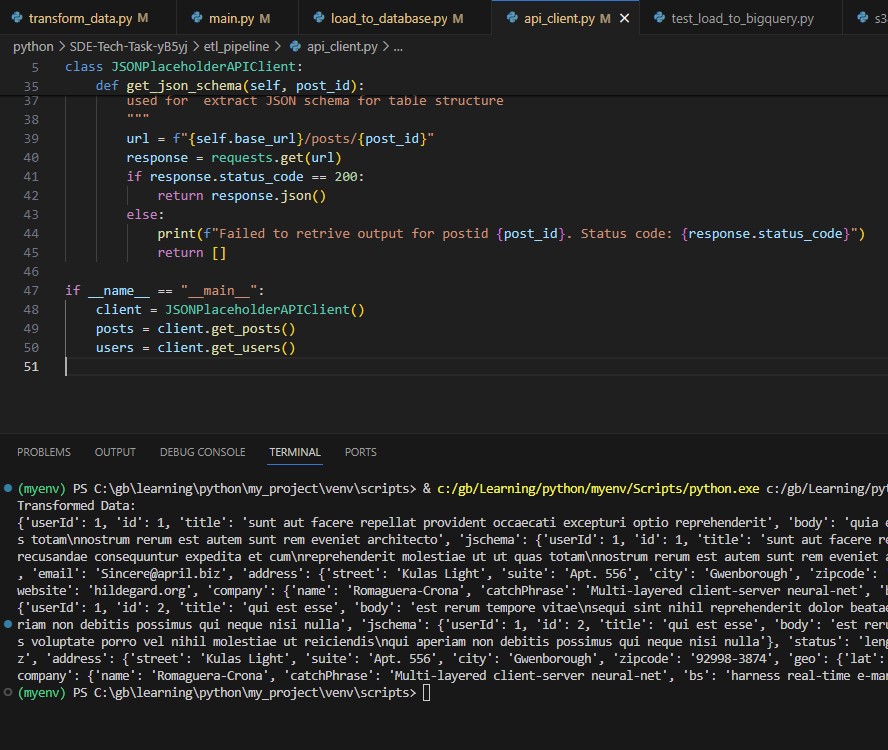 transform_data.py M main.py M load_to_database.py M api_client.py M × test_load_to_bigquery.py s3
python > SDE-Tech-Task-yB5yj > etl_pipeline > api_client.py > ...
5 class JSONPlaceholderAPIClient:
35 def get_json_schema(self, post_id):
37 used for extract JSON schema for table structure
38 """
39 url = f"{self.base_url}/posts/{post_id}"
40 response = requests.get(url)
41 if response.status_code == 200:
42 return response.json()
43 else:
44 print(f"Failed to retrive output for postid {post_id}. Status code: {response.status_code}")
45 return []
46
47 if __name__ == "__main__":
48 client = JSONPlaceholderAPIClient()
49 posts = client.get_posts()
50 users = client.get_users()
51
PROBLEMS OUTPUT DEBUG CONSOLE TERMINAL PORTS
(myenv) PS C:\gb\learning\python\my_project\venv\scripts> & c:/gb/Learning/python/myenv/Scripts/python.exe c:/gb/Learning/pyt
Transformed Data:
{'userId': 1, 'id': 1, 'title': 'sunt aut facere repellat provident occaecati excepturi optio reprehenderit', 'body': 'quia e
s totam\nnostrum rerum est autem sunt rem eveniet architecto', 'jschema': {'userId': 1, 'id': 1, 'title': 'sunt aut facere re
recusandae consequuntur expedita et cum\nreprehenderit molestiae ut ut quas totam\nnostrum rerum est autem sunt rem eveniet a
, 'email': 'Sincere@april.biz', 'address': {'street': 'Kulas Light', 'suite': 'Apt. 556', 'city': 'Gwenborough', 'zipcode':
website': 'hildegard.org', 'company': {'name': 'Romaguera-Crona', 'catchPhrase': 'Multi-layered client-server neural-net', 'b
{'userId': 1, 'id': 2, 'title': 'qui est esse', 'body': 'est rerum tempore vitae\nsequi sint nihil reprehenderit dolor beatae
riam non debitis possimus qui neque nisi nulla', 'jschema': {'userId': 1, 'id': 2, 'title': 'qui est esse', 'body': 'est reru
s voluptate porro vel nihil molestiae ut reiciendis\nqui aperiam non debitis possimus qui neque nisi nulla'}, 'status': 'leng
z', 'address': {'street': 'Kulas Light', 'suite': 'Apt. 556', 'city': 'Gwenborough', 'zipcode': '92998-3874', 'geo': {'lat':
company': {'name': 'Romaguera-Crona', 'catchPhrase': 'Multi-layered client-server neural-net', 'bs': 'harness real-time e-mar
(myenv) PS C:\gb\learning\python\my_project\venv\scripts>